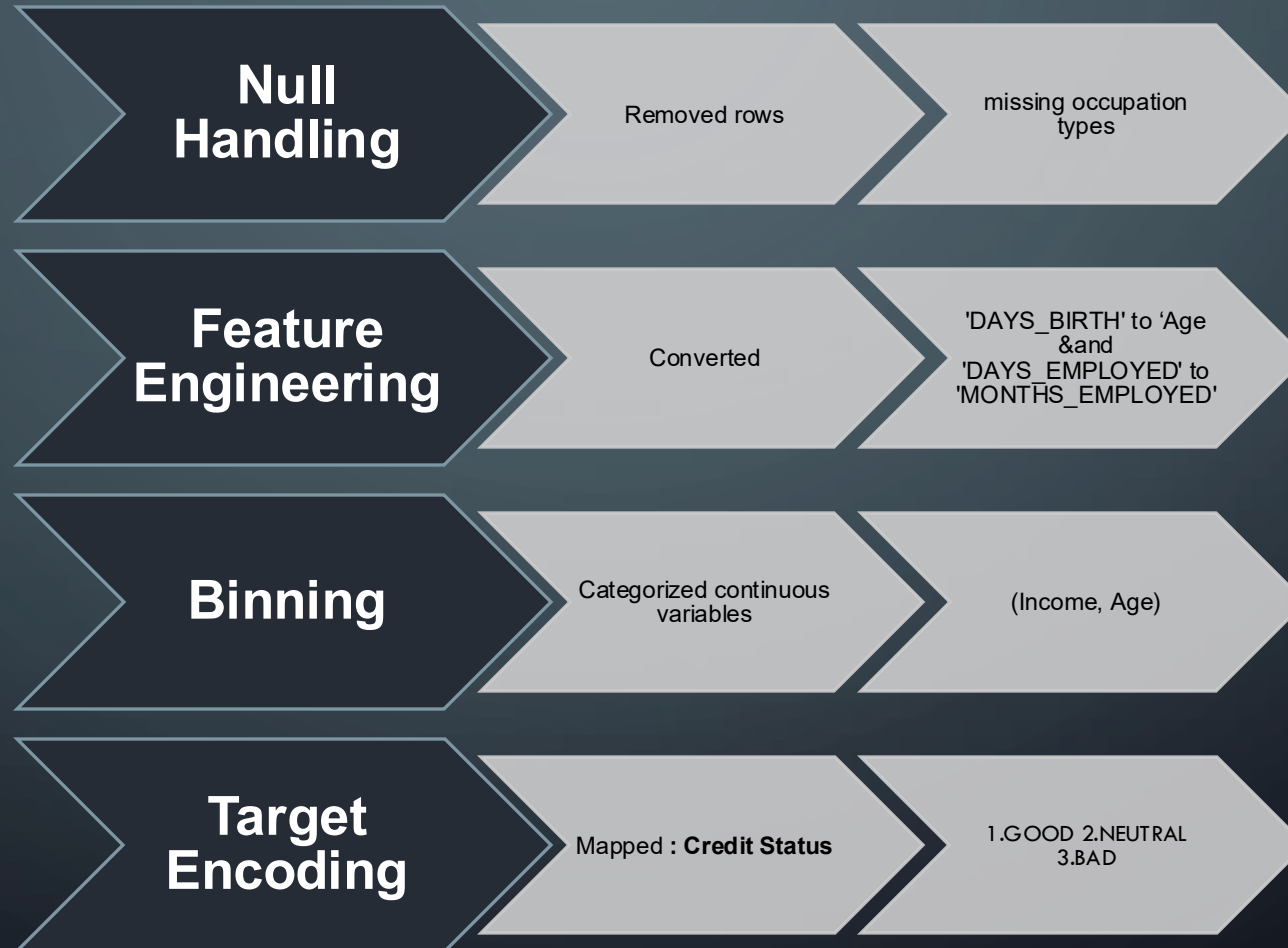 Null
Handling
Removed rows
missing occupation
types
Feature
Engineering
Converted
'DAYS_BIRTH' to ‘Age
&and
'DAYS_EMPLOYED' to
'MONTHS_EMPLOYED'
Binning
Categorized continuous
variables
(Income, Age)
Target
Encoding
Mapped : Credit Status
1.GOOD 2.NEUTRAL
3.BAD